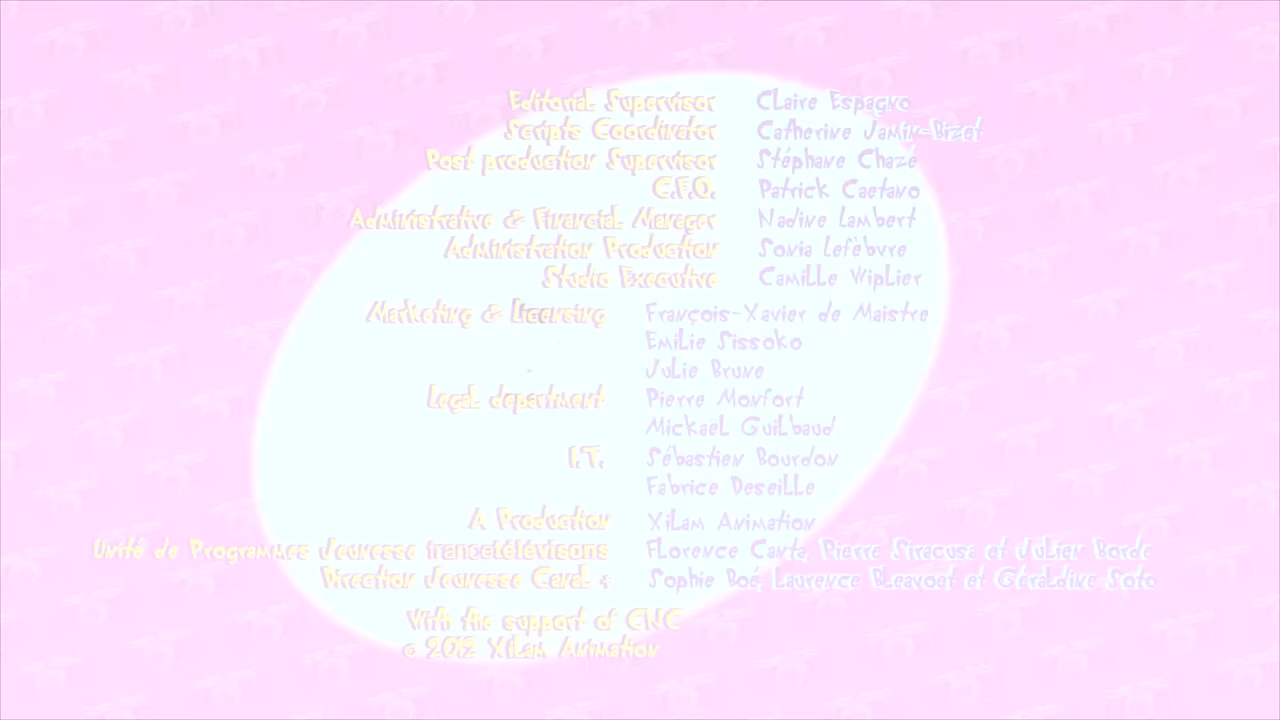 Editorial Supervisor Claire Espagno
Scripts Coordinator Catherine Jamin-Bizet
Post production Supervisor Stéphane Chazé
C.F.O. Patrick Caetano
Administrative & Financial Manager Nadine Lambert
Administration Production Sonia Lefèbvre
Studio Executive Camille Wiplier
Marketing & Licensing François-Xavier de Maistre
Emilie Sissoko
Julie Brune
Legal department Pierre Monfort
Mickael Guilbaud
I.T. Sébastien Bourdon
Fabrice Deseille
A Production Xilam Animation
Unité de Programmes Jeunesse francetélévisons Florence Canta, Pierre Siracusa et Julien Borde
Direction Jeunesse Canal + Sophie Boé, Laurence Bleavoet et Géraldine Soto
With the support of CNC
© 2012 Xilam Animation